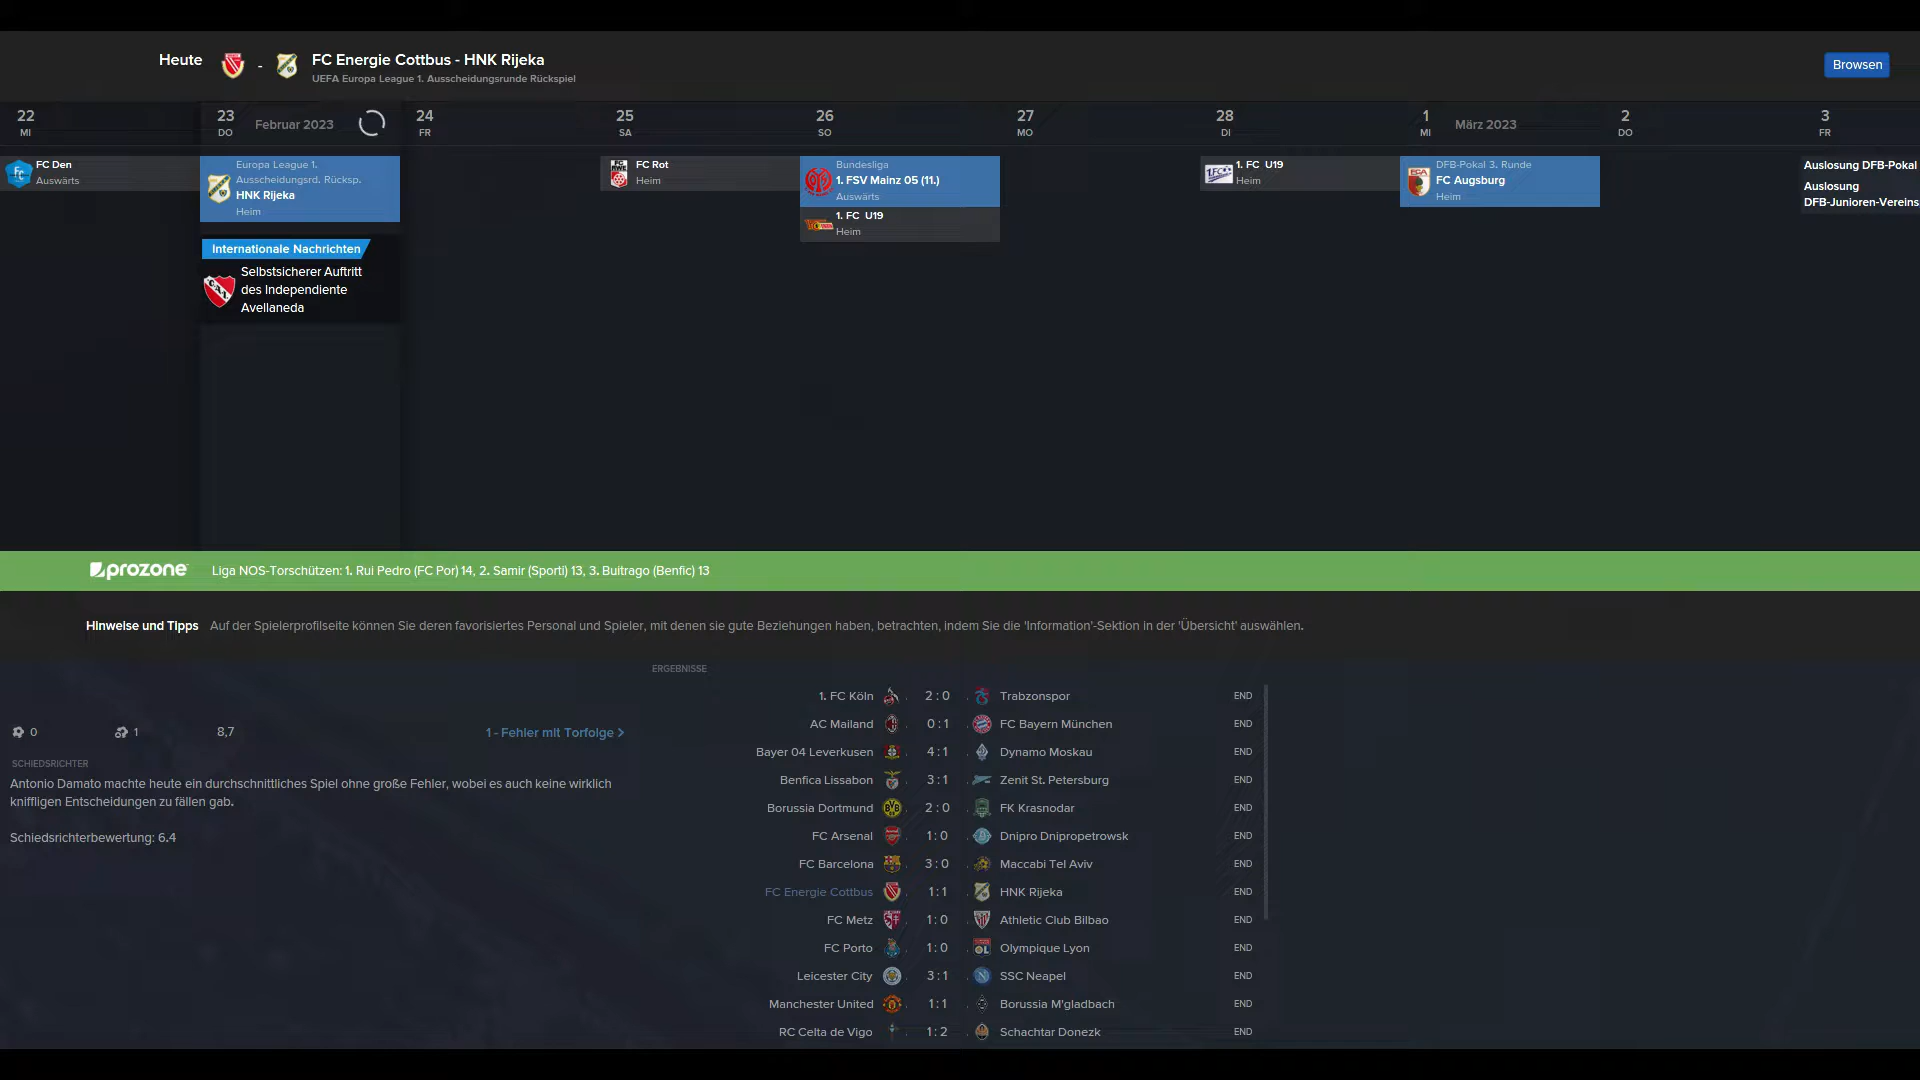 Heute
-
FC Energie Cottbus - HNK Rijeka
UEFA Europa League 1. Ausscheidungsrunde Rückspiel
Browsen
22
MI
23
DO
Februar 2023
24
FR
25
SA
26
SO
27
MO
28
DI
1
MI
März 2023
2
DO
3
FR
FC Den
Auswärts
Europa League 1.
Ausscheidungsrd. Rücksp.
HNK Rijeka
Heim
FC Rot
Heim
Bundesliga
1. FSV Mainz 05 (11.)
Auswärts
1. FC U19
Heim
1. FC U19
Heim
DFB-Pokal 3. Runde
FC Augsburg
Heim
Auslosung DFB-Pokal
Auslosung
DFB-Junioren-Vereins
Internationale Nachrichten
Selbstsicherer Auftritt
des Independiente
Avellaneda
prozone
Liga NOS-Torschützen: 1. Rui Pedro (FC Por) 14, 2. Samir (Sporti) 13, 3. Buitrago (Benfic) 13
Hinweise und Tipps
Auf der Spielerprofilseite können Sie deren favorisiertes Personal und Spieler, mit denen sie gute Beziehungen haben, betrachten, indem Sie die 'Information'-Sektion in der 'Übersicht' auswählen.
0
1
8,7
1 - Fehler mit Torfolge >
SCHIEDSRICHTER
Antonio Damato machte heute ein durchschnittliches Spiel ohne große Fehler, wobei es auch keine wirklich
kniffligen Entscheidungen zu fällen gab.
Schiedsrichterbewertung: 6.4
ERGEBNISSE
1. FC Köln 2 : 0 Trabzonspor END
AC Mailand 0 : 1 FC Bayern München END
Bayer 04 Leverkusen 4 : 1 Dynamo Moskau END
Benfica Lissabon 3 : 1 Zenit St. Petersburg END
Borussia Dortmund 2 : 0 FK Krasnodar END
FC Arsenal 1 : 0 Dnipro Dnipropetrowsk END
FC Barcelona 3 : 0 Maccabi Tel Aviv END
FC Energie Cottbus 1 : 1 HNK Rijeka END
FC Metz 1 : 0 Athletic Club Bilbao END
FC Porto 1 : 0 Olympique Lyon END
Leicester City 3 : 1 SSC Neapel END
Manchester United 1 : 1 Borussia M'gladbach END
RC Celta de Vigo 1 : 2 Schachtar Donezk END